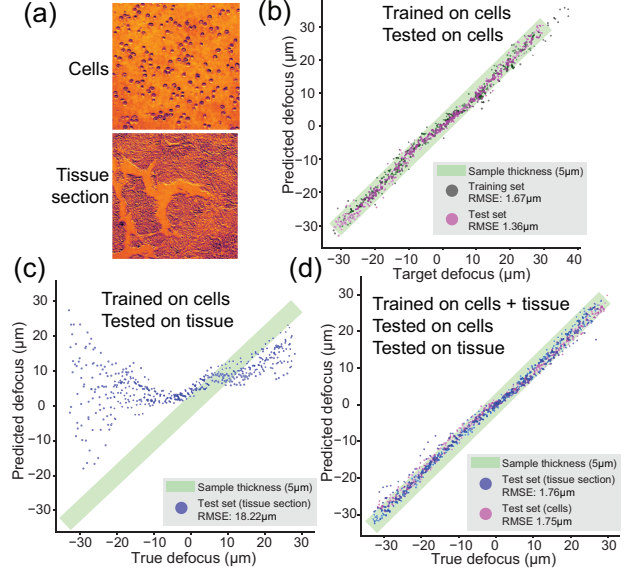 (a)
Cells
Tissue
section
(b)
Trained on cells
Tested on cells
Predicted defocus (µm)
30
20
10
0
−10
−20
−30
Sample thickness (5µm)
Training set
RMSE: 1.67µm
Test set
RMSE 1.36µm
−30 −20 −10 0 10 20 30 40
Target defocus (µm)
(c)
Trained on cells
Tested on tissue
Predicted defocus (µm)
30
20
10
0
10
−20
−30
Sample thickness (5µm)
Test set (tissue section)
RMSE: 18.22µm
−30 −20 −10 0 10 20 30
True defocus (µm)
(d)
Trained on cells + tissue
Tested on cells
Tested on tissue
Predicted defocus (µm)
30
20
10
0
−10
−20
−30
Sample thickness (5µm)
Test set (tissue section)
RMSE: 1.76µm
Test set (cells)
RMSE 1.75µm
−30 −20 −10 0 10 20 30
True defocus (µm)